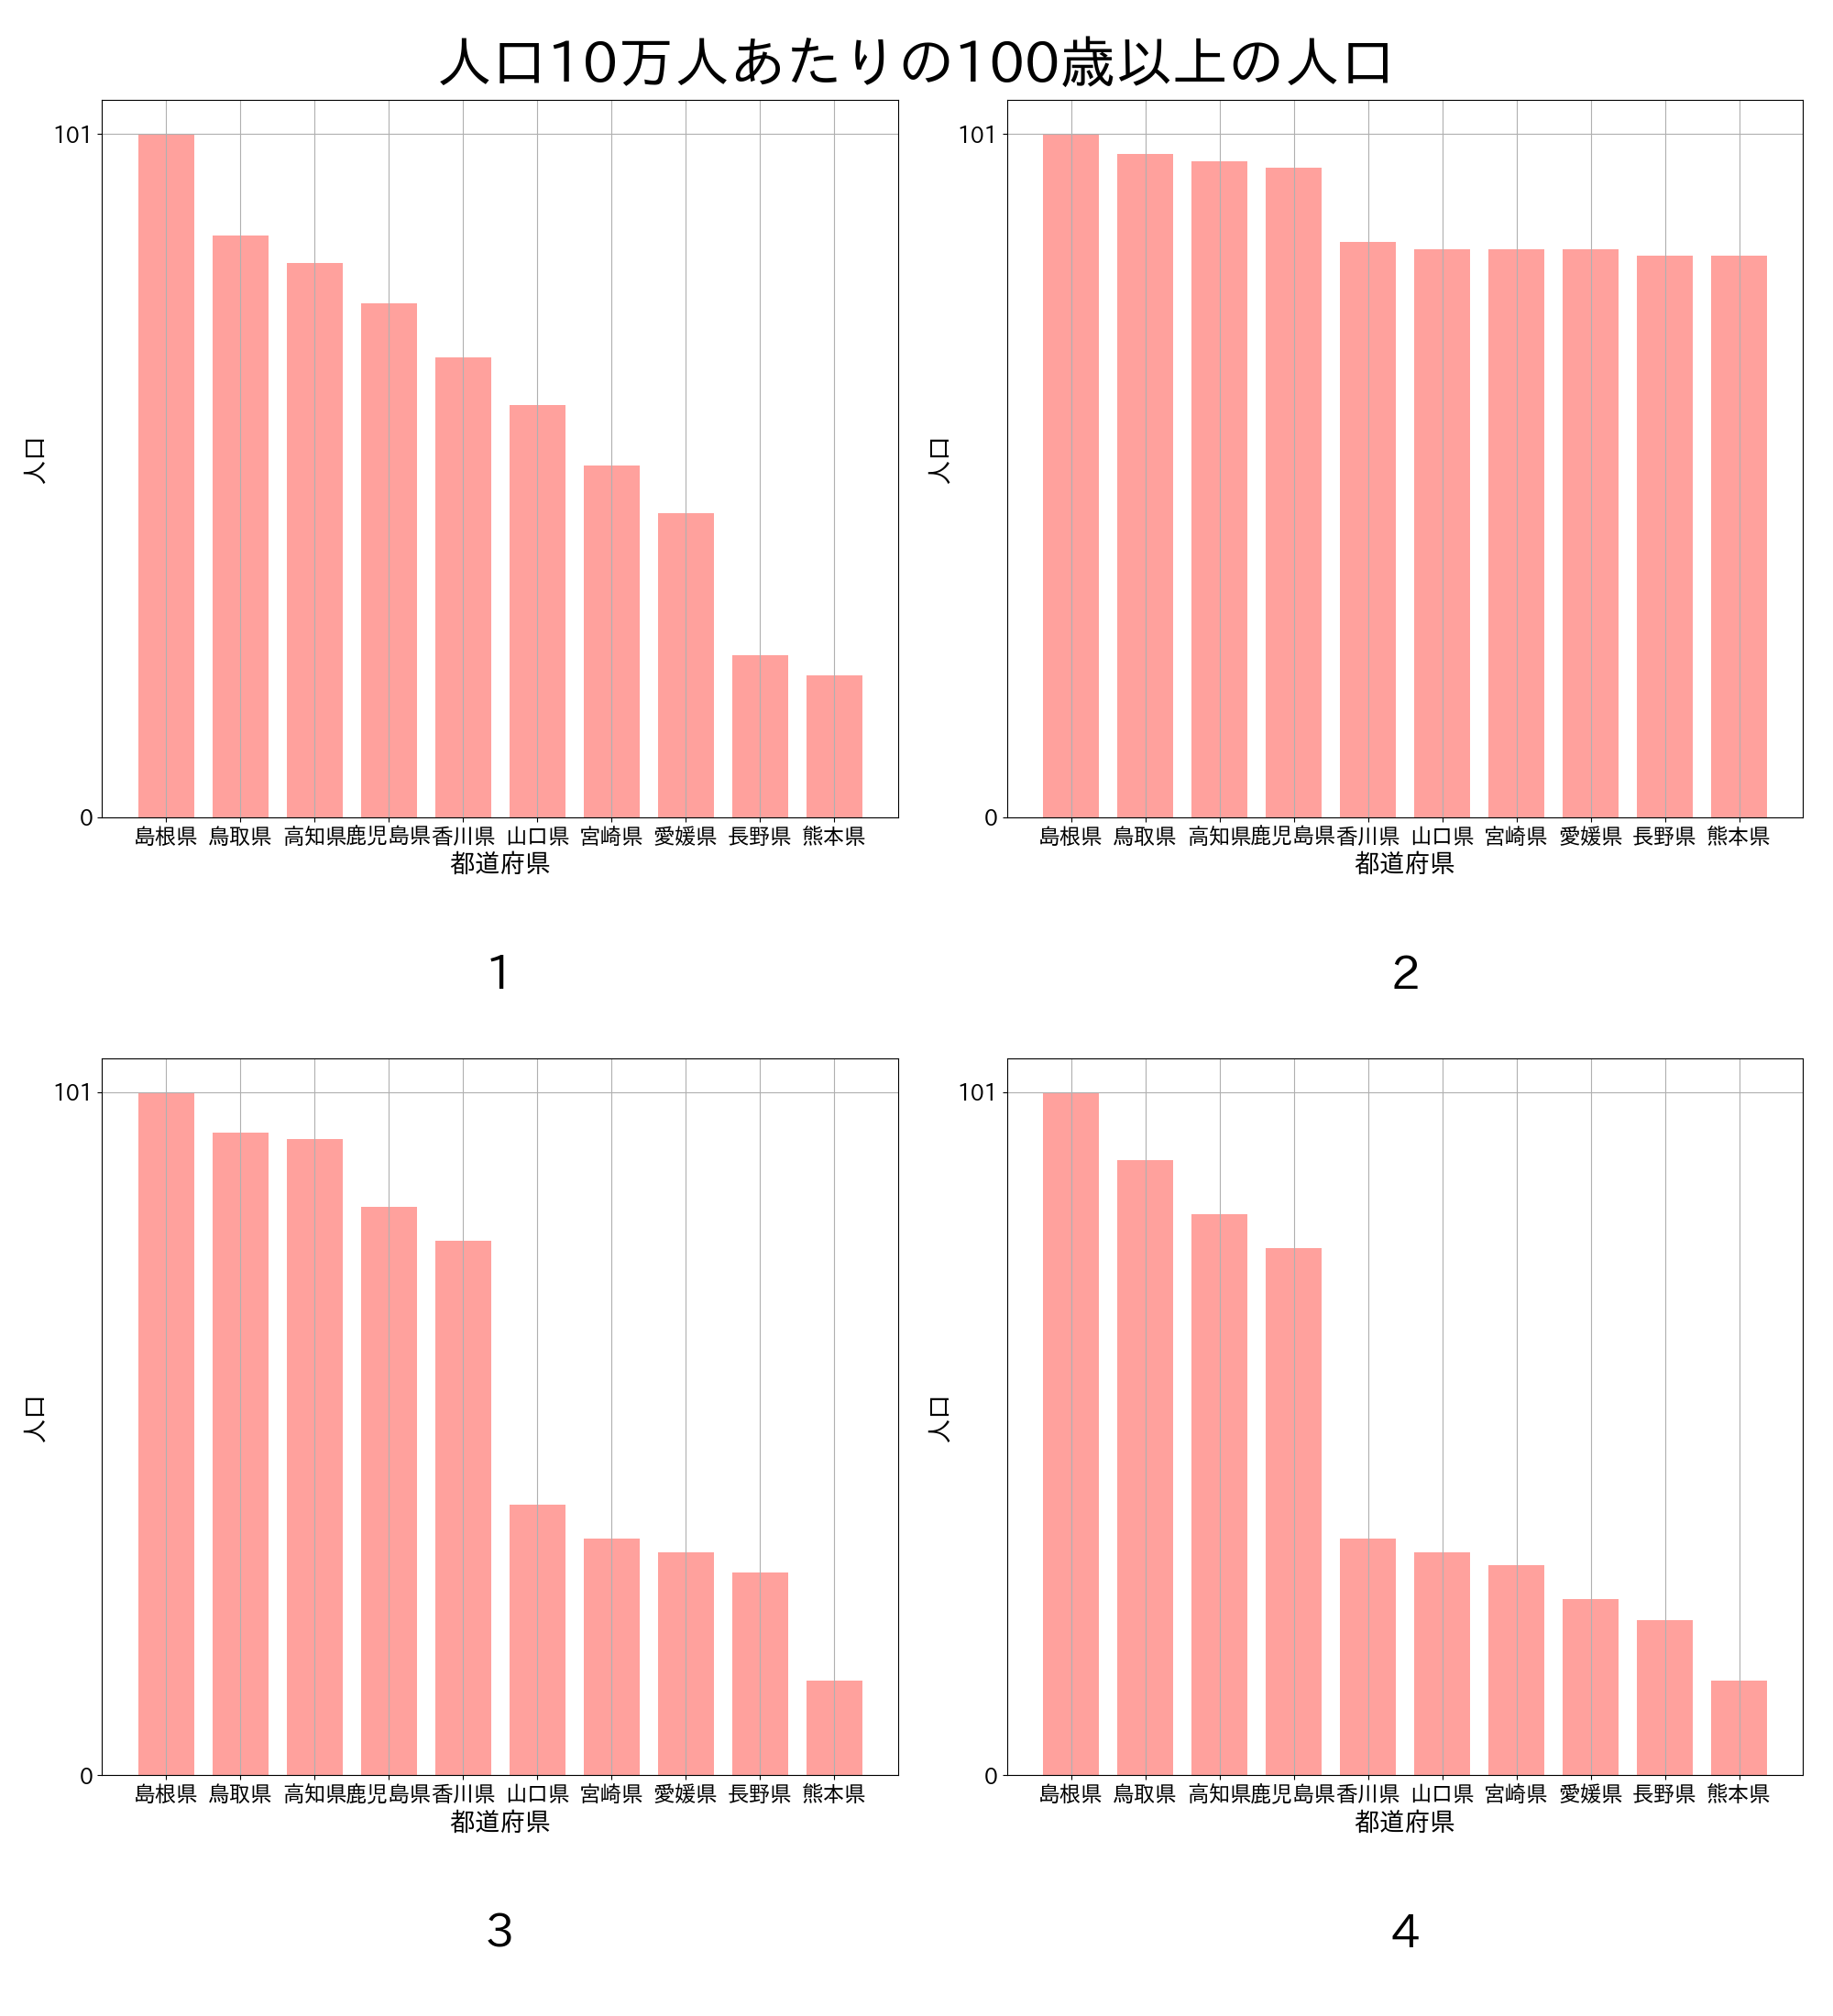 人口10万人あたりの100歳以上の人口
人口
101
0
島根県 鳥取県 高知県 鹿児島県 香川県 山口県 宮崎県 愛媛県 長野県 熊本県
都道府県
1
人口
101
0
島根県 鳥取県 高知県 鹿児島県 香川県 山口県 宮崎県 愛媛県 長野県 熊本県
都道府県
2
人口
101
0
島根県 鳥取県 高知県 鹿児島県 香川県 山口県 宮崎県 愛媛県 長野県 熊本県
都道府県
3
人口
101
0
島根県 鳥取県 高知県 鹿児島県 香川県 山口県 宮崎県 愛媛県 長野県 熊本県
都道府県
4